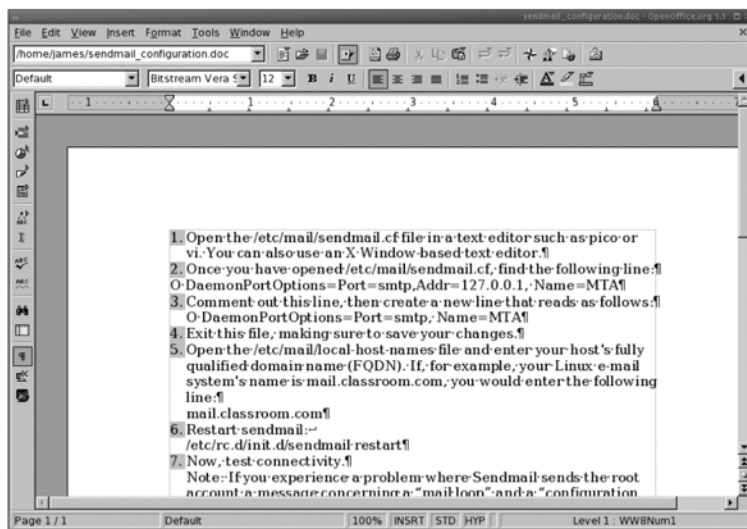 sendmail_configuration.doc - OpenOffice.org 1.1
File Edit View Insert Format Tools Window Help
/home/james/sendmail_configuration.doc
Default Bitstream Vera S 12 B i U
1 1 2 3 4 5 6 7
1. Open the /etc/mail/sendmail.cf file in a text editor such as pico or
vi. You can also use an X Window-based text editor.¶
2. Once you have opened /etc/mail/sendmail.cf, find the following line:¶
O DaemonPortOptions=Port=smtp,Addr=127.0.0.1, Name=MTA¶
3. Comment out this line, then create a new line that reads as follows:¶
O DaemonPortOptions=Port=smtp, Name=MTA¶
4. Exit this file, making sure to save your changes.¶
5. Open the /etc/mail/local-host-names file and enter your host's fully
qualified domain name (FQDN). If, for example, your Linux e-mail
system's name is mail.classroom.com, you would enter the following
line:¶
mail.classroom.com¶
6. Restart sendmail:↵
/etc/rc.d/init.d/sendmail restart¶
7. Now, test connectivity.¶
Note: If you experience a problem where Sendmail sends the root
account a message concerning a "mail loop" and a "configuration
Page 1 / 1 Default 100% INSRT STD HYP Level 1 : WW8Num1